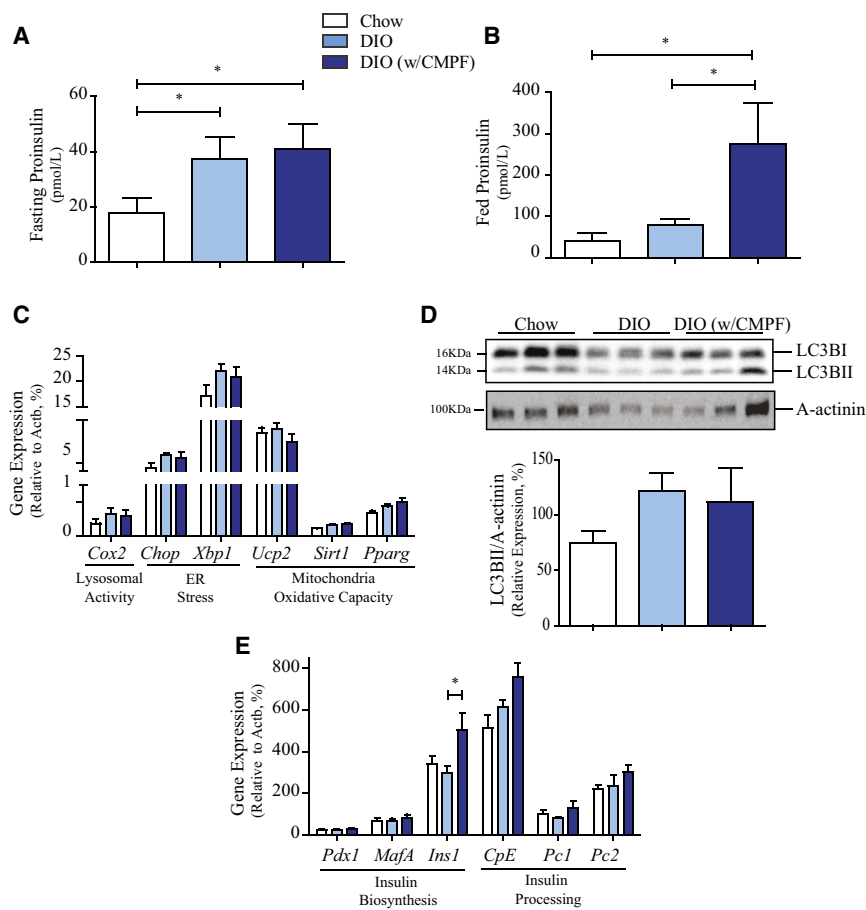 Chow
DIO
DIO (w/CMPF)
A
*
*
60
40
20
0
Fasting Proinsulin
(pmol/L)
B
*
*
400
300
200
100
0
Fed Proinsulin
(pmol/L)
C
25
20
15
5
1
0
Gene Expression
(Relative to Actb, %)
Cox2 Chop Xbp1 Ucp2 Sirt1 Pparg
Lysosomal
Activity
ER
Stress
Mitochondria
Oxidative Capacity
D
Chow DIO DIO (w/CMPF)
16KDa LC3BI
14KDa LC3BII
100KDa A-actinin
150
100
50
0
LC3BII/A-actinin
(Relative Expression, %)
E
*
800
600
400
200
0
Gene Expression
(Relative to Actb, %)
Pdx1 MafA Ins1 CpE Pc1 Pc2
Insulin
Biosynthesis
Insulin
Processing